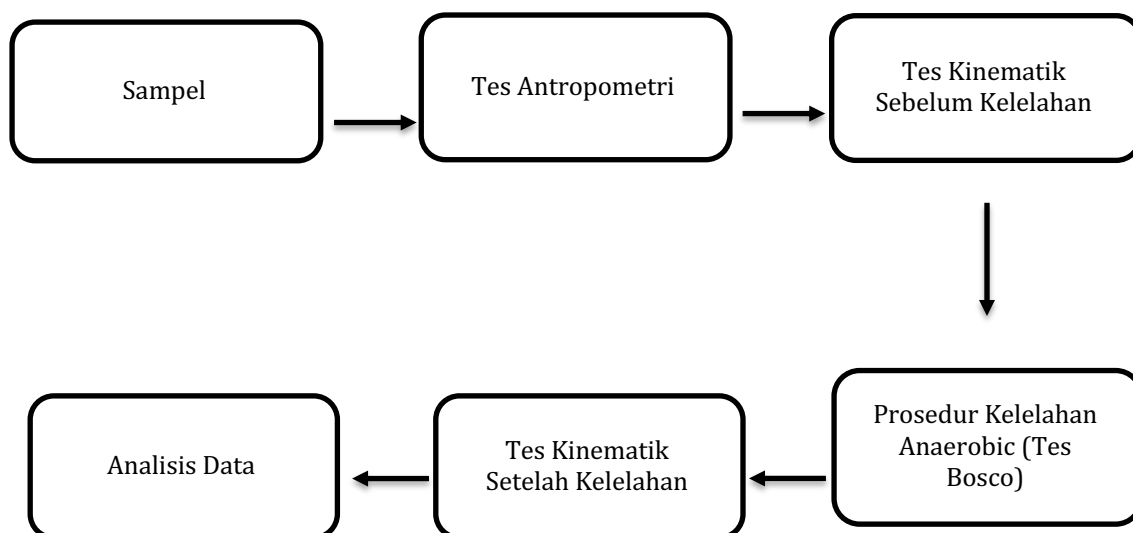 Sampel
Tes Antropometri
Tes Kinematik
Sebelum Kelelahan
Prosedur Kelelahan
Anaerobic (Tes
Bosco)
Tes Kinematik
Setelah Kelelahan
Analisis Data